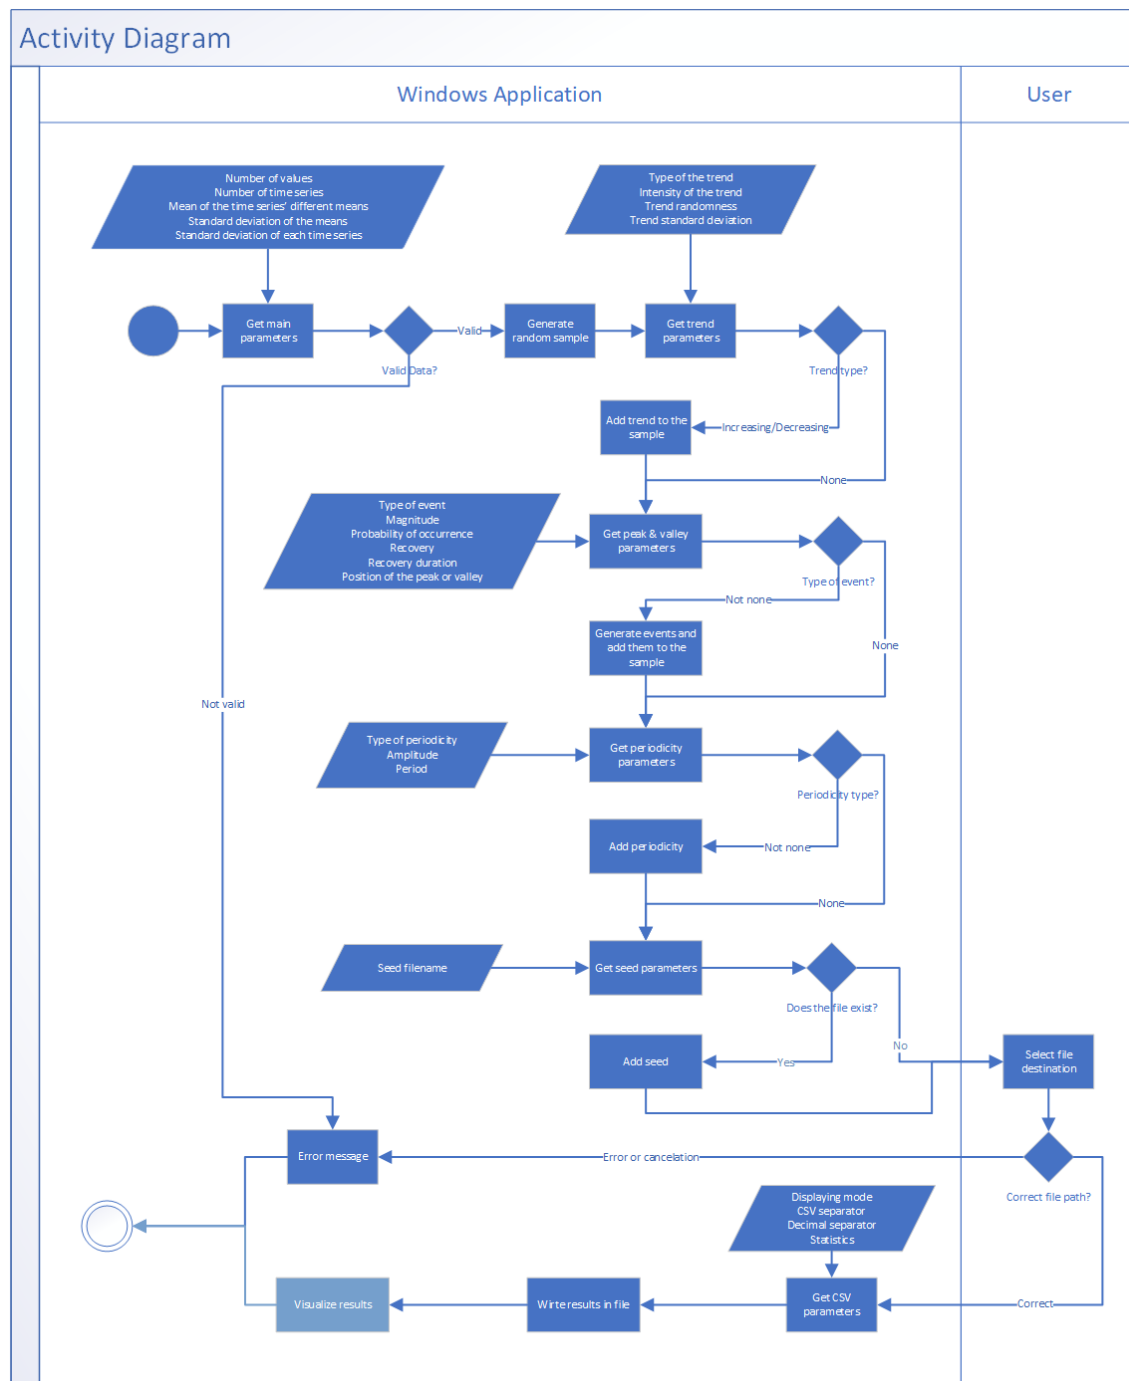 Activity Diagram
Windows Application
User
Number of values
Number of time series
Mean of the time series' different means
Standard deviation of the means
Standard deviation of each time series
Type of the trend
Intensity of the trend
Trend randomness
Trend standard deviation
Get main
parameters
Valid
Valid Data?
Generate
random sample
Get trend
parameters
Trend type?
Add trend to the
sample
Increasing/Decreasing
None
Type of event
Magnitude
Probability of occurrence
Recovery
Recovery duration
Position of the peak or valley
Get peak & valley
parameters
Type of event?
Not none
Generate events and
add them to the
sample
None
Not valid
Type of periodicity
Amplitude
Period
Get periodicity
parameters
Periodicity type?
Add periodicity
Not none
None
Seed filename
Get seed parameters
Does the file exist?
Add seed
Yes
No
Select file
destination
Error message
Error or cancelation
Correct file path?
Displaying mode
CSV separator
Decimal separator
Statistics
Visualize results
Wirte results in file
Get CSV
parameters
Correct